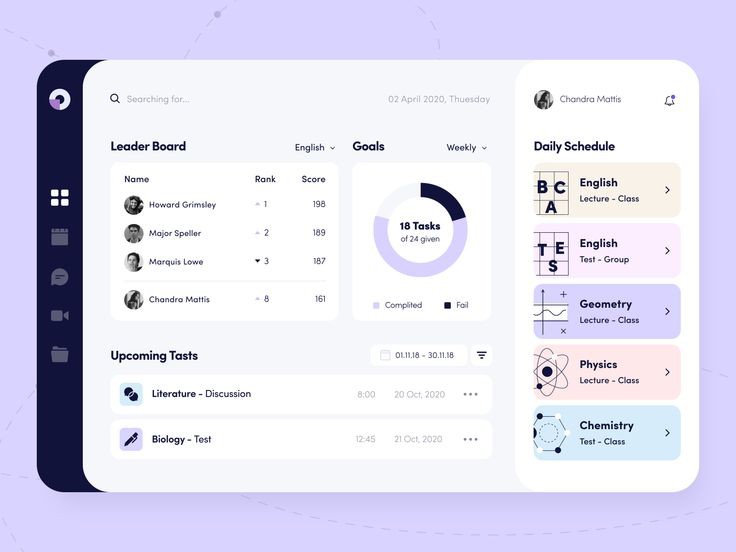 Searching for...
02 April 2020, Thuesday
Chandra Mattis
Leader Board
English
Name Rank Score
Howard Grimsley 1 198
Major Speller 2 189
Marquis Lowe 3 187
Chandra Mattis 8 161
Goals
Weekly
18 Tasks
of 24 given
Complited
Fail
Upcoming Tasts
01.11.18 - 30.11.18
Literature - Discussion 8:00 20 Oct, 2020
Biology - Test 12:45 21 Oct, 2020
Daily Schedule
B C
A
English
Lecture - Class
T E
S
English
Test - Group
Geometry
Lecture - Class
Physics
Lecture - Class
Chemistry
Test - Class